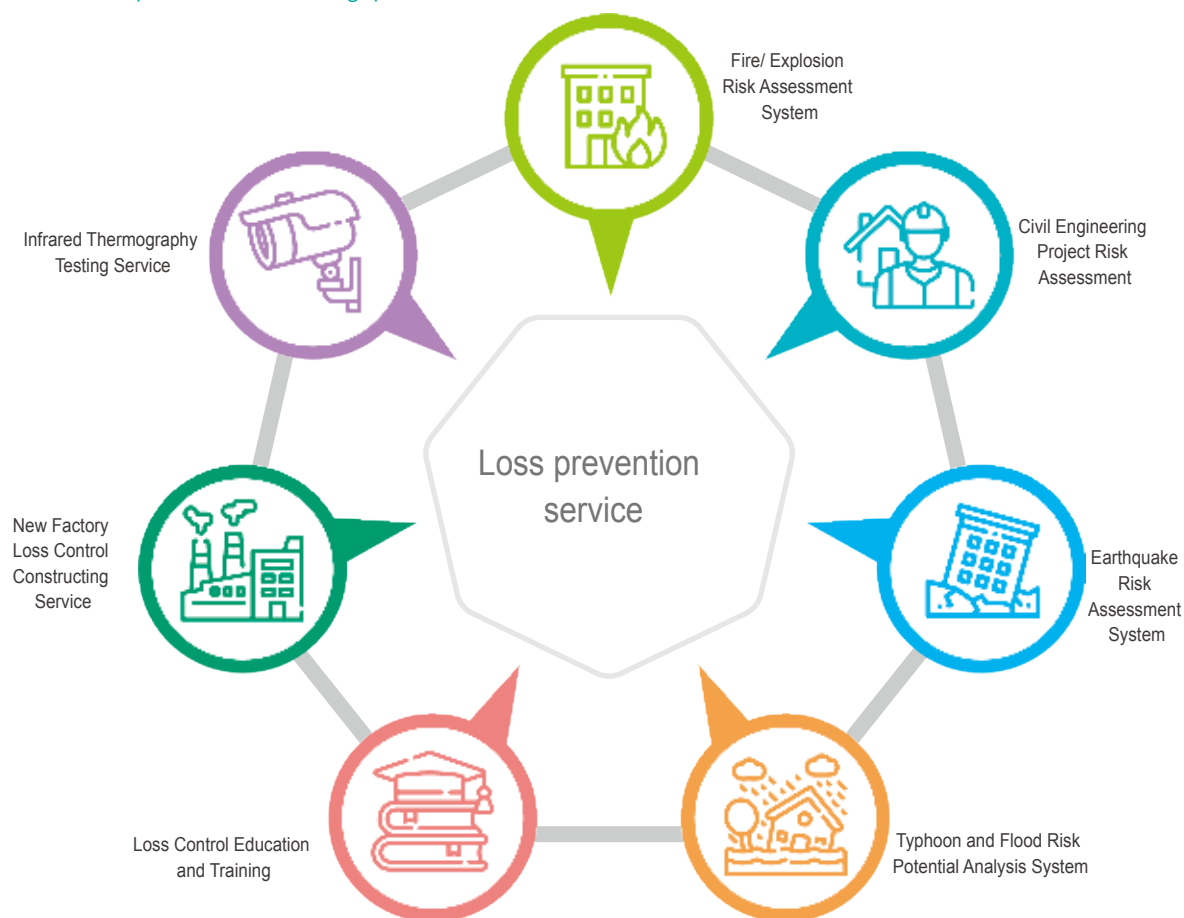 Fire/ Explosion
Risk Assessment
System
Civil Engineering
Project Risk
Assessment
Earthquake
Risk
Assessment
System
Typhoon and Flood Risk
Potential Analysis System
Loss Control Education
and Training
New Factory
Loss Control
Constructing
Service
Infrared Thermography
Testing Service
Loss prevention
service